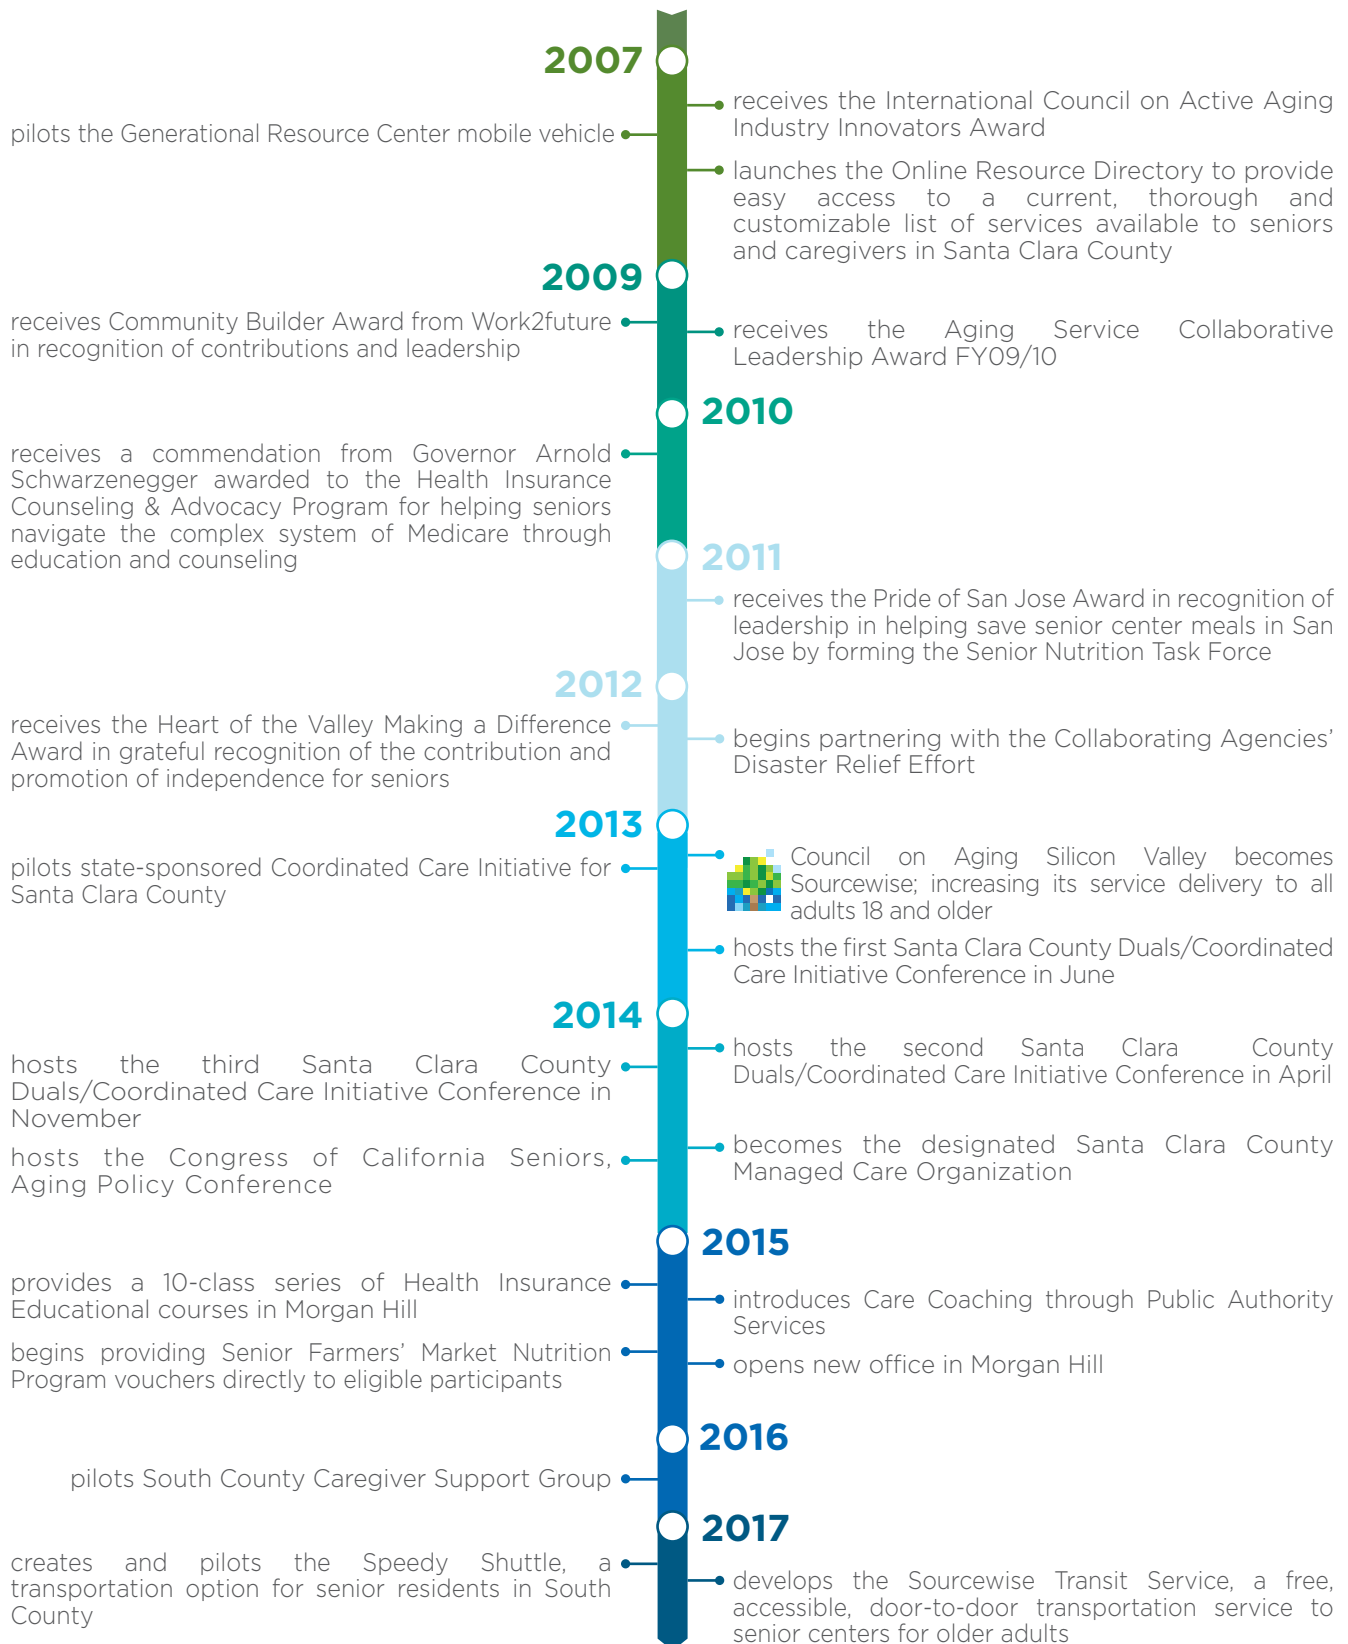 2007
receives the International Council on Active Aging
Industry Innovators Award
pilots the Generational Resource Center mobile vehicle
launches the Online Resource Directory to provide
easy access to a current, thorough and
customizable list of services available to seniors
and caregivers in Santa Clara County
2009
receives Community Builder Award from Work2future
in recognition of contributions and leadership
receives the Aging Service Collaborative
Leadership Award FY09/10
2010
receives a commendation from Governor Arnold
Schwarzenegger awarded to the Health Insurance
Counseling & Advocacy Program for helping seniors
navigate the complex system of Medicare through
education and counseling
2011
receives the Pride of San Jose Award in recognition of
leadership in helping save senior center meals in San
Jose by forming the Senior Nutrition Task Force
2012
receives the Heart of the Valley Making a Difference
Award in grateful recognition of the contribution and
promotion of independence for seniors
begins partnering with the Collaborating Agencies’
Disaster Relief Effort
2013
pilots state-sponsored Coordinated Care Initiative for
Santa Clara County
Council on Aging Silicon Valley becomes
Sourcewise; increasing its service delivery to all
adults 18 and older
hosts the first Santa Clara County Duals/Coordinated
Care Initiative Conference in June
2014
hosts the second Santa Clara County
Duals/Coordinated Care Initiative Conference in April
hosts the third Santa Clara County
Duals/Coordinated Care Initiative Conference in
November
becomes the designated Santa Clara County
Managed Care Organization
hosts the Congress of California Seniors,
Aging Policy Conference
2015
provides a 10-class series of Health Insurance
Educational courses in Morgan Hill
introduces Care Coaching through Public Authority
Services
begins providing Senior Farmers’ Market Nutrition
Program vouchers directly to eligible participants
opens new office in Morgan Hill
2016
pilots South County Caregiver Support Group
2017
creates and pilots the Speedy Shuttle, a
transportation option for senior residents in South
County
develops the Sourcewise Transit Service, a free,
accessible, door-to-door transportation service to
senior centers for older adults